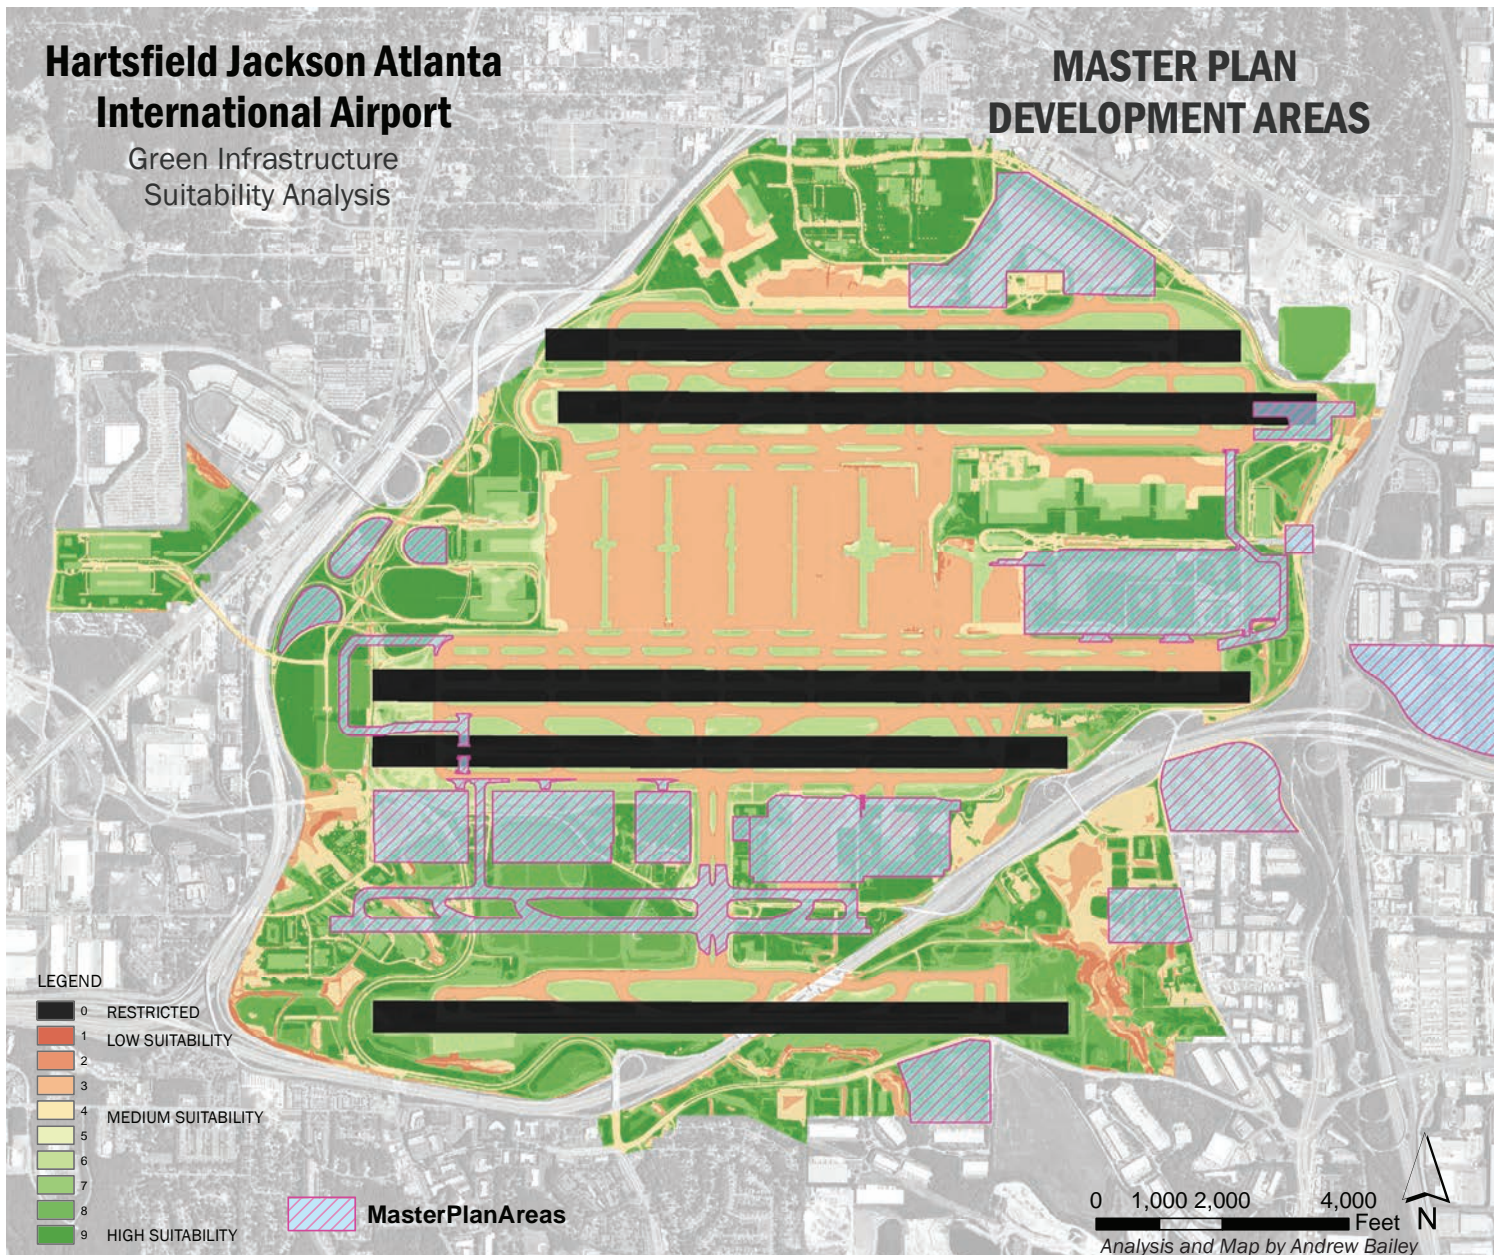 Hartsfield Jackson Atlanta
International Airport
Green Infrastructure
Suitability Analysis
MASTER PLAN
DEVELOPMENT AREAS
LEGEND
0 RESTRICTED
1 LOW SUITABILITY
2
3
4 MEDIUM SUITABILITY
5
6
7
8
9 HIGH SUITABILITY
MasterPlanAreas
0 1,000 2,000 4,000
Feet
N
Analysis and Map by Andrew Bailey